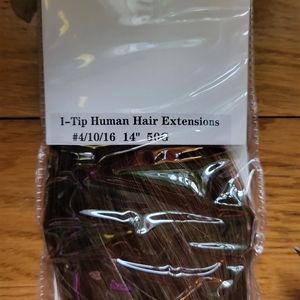 I-Tip Human Hair Extensions
#4/10/16 14" 50G